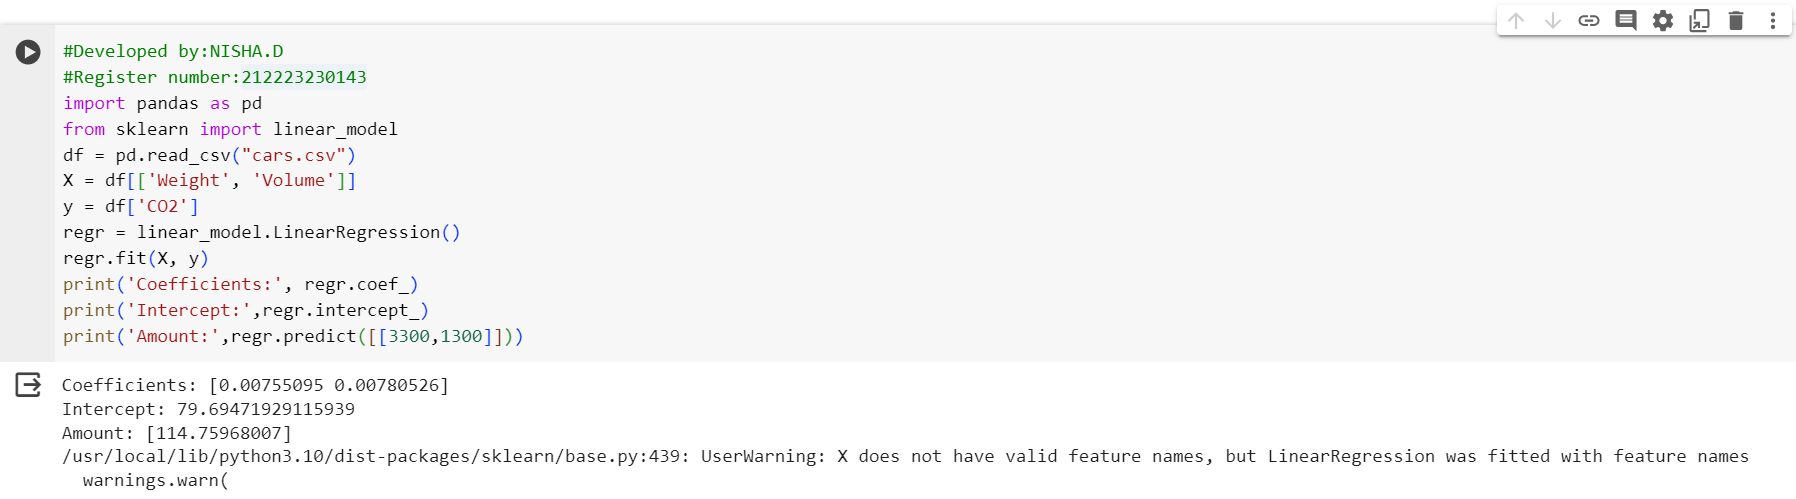 #Developed by:NISHA.D
#Register number:212223230143
import pandas as pd
from sklearn import linear_model
df = pd.read_csv("cars.csv")
X = df[['Weight', 'Volume']]
y = df['CO2']
regr = linear_model.LinearRegression()
regr.fit(X, y)
print('Coefficients:', regr.coef_)
print('Intercept:',regr.intercept_)
print('Amount:',regr.predict([[3300,1300]]))
Coefficients: [0.00755095 0.00780526]
Intercept: 79.69471929115939
Amount: [114.75968007]
/usr/local/lib/python3.10/dist-packages/sklearn/base.py:439: UserWarning: X does not have valid feature names, but LinearRegression was fitted with feature names
  warnings.warn(